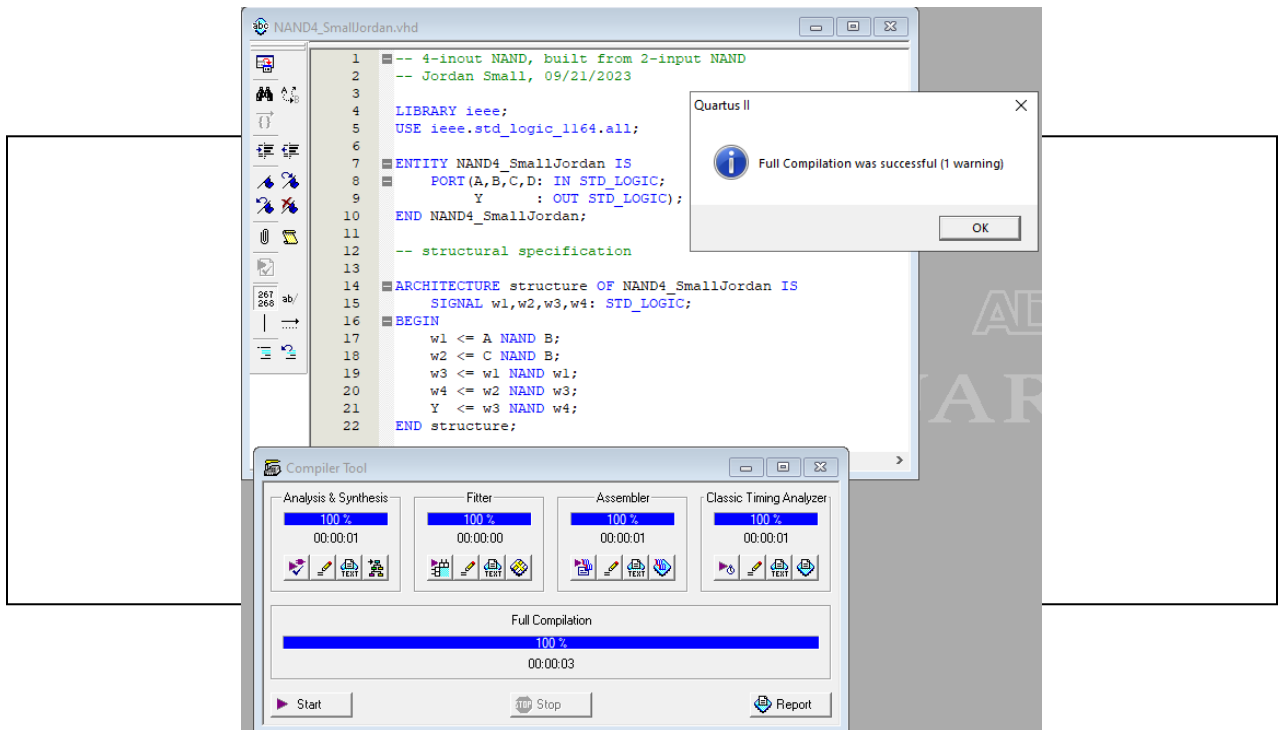 NAND4_SmallJordan.vhd
1 -- 4-inout NAND, built from 2-input NAND
2 -- Jordan Small, 09/21/2023
3
4 LIBRARY ieee;
5 USE ieee.std_logic_1164.all;
6
7 ENTITY NAND4_SmallJordan IS
8 PORT(A,B,C,D: IN STD_LOGIC;
9 Y : OUT STD_LOGIC);
10 END NAND4_SmallJordan;
11
12 -- structural specification
13
14 ARCHITECTURE structure OF NAND4_SmallJordan IS
15 SIGNAL w1,w2,w3,w4: STD_LOGIC;
16 BEGIN
17 w1 <= A NAND B;
18 w2 <= C NAND B;
19 w3 <= w1 NAND w1;
20 w4 <= w2 NAND w3;
21 Y <= w3 NAND w4;
22 END structure;
267
268 ab/
Quartus II
Full Compilation was successful (1 warning)
OK
Compiler Tool
Analysis & Synthesis Fitter Assembler Classic Timing Analyzer
100 % 100 % 100 % 100 %
00:00:01 00:00:00 00:00:01 00:00:01
TEXT TEXT TEXT TEXT
Full Compilation
100 %
00:00:03
Start Stop Report